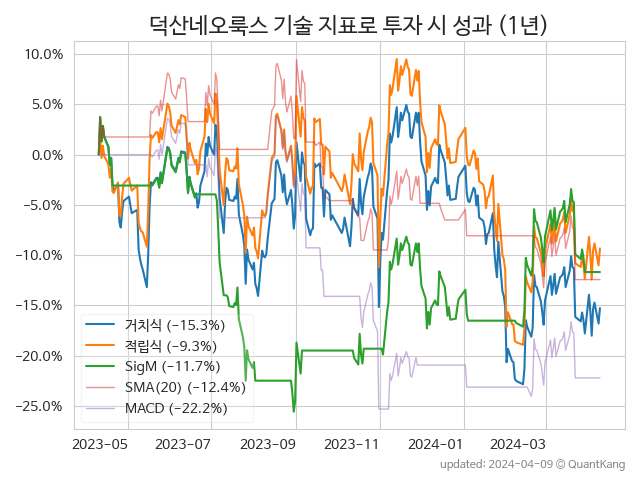 덕산네오룩스 기술 지표로 투자 시 성과 (1년)
10.0%
5.0%
0.0%
−5.0%
−10.0%
−15.0%
−20.0%
−25.0%
거치식 (−15.3%)
적립식 (−9.3%)
SigM (−11.7%)
SMA(20) (−12.4%)
MACD (−22.2%)
2023-05 2023-07 2023-09 2023-11 2024-01 2024-03
updated: 2024-04-09 © QuantKang